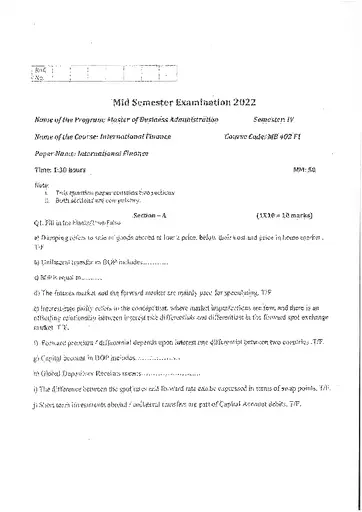 Roll No.
Mid Semester Examination 2022
Name of the Program: Master of Business Administration Semester: IV
Name of the Course: International Finance Course Code: MB 402 F1
Paper Name: International Finance
Time: 1:30 hours MM: 50
Note:
i. This question paper contains two sections
ii. Both sections are compulsory.
Section – A (1X10 = 10 marks)
Q1. Fill in the blanks/True/False
a) Dumping refers to sale of goods abroad at low a price, below their cost and price in home market .
T/F
b) Unilateral transfer in BOP includes............
c) is equal to..........
d) The futures market and the forward market are mainly used for speculating. T/F
e) Interest-rate parity refers to the concept that, where market imperfections are few, and there is an
offsetting relationship between interest rate differentials and differentials in the forward spot exchange
market. T/F.
f) Forward premium / differential depends upon interest rate differential between two countries. T/F.
g) Capital account in BOP includes....................
h) Global Depository Receipts means...........................
i) The difference between the spot rates and forward rate can be expressed in terms of swap points. T/F.
j) Short term investments abroad / unilateral transfers are part of Capital Account debits. T/F.